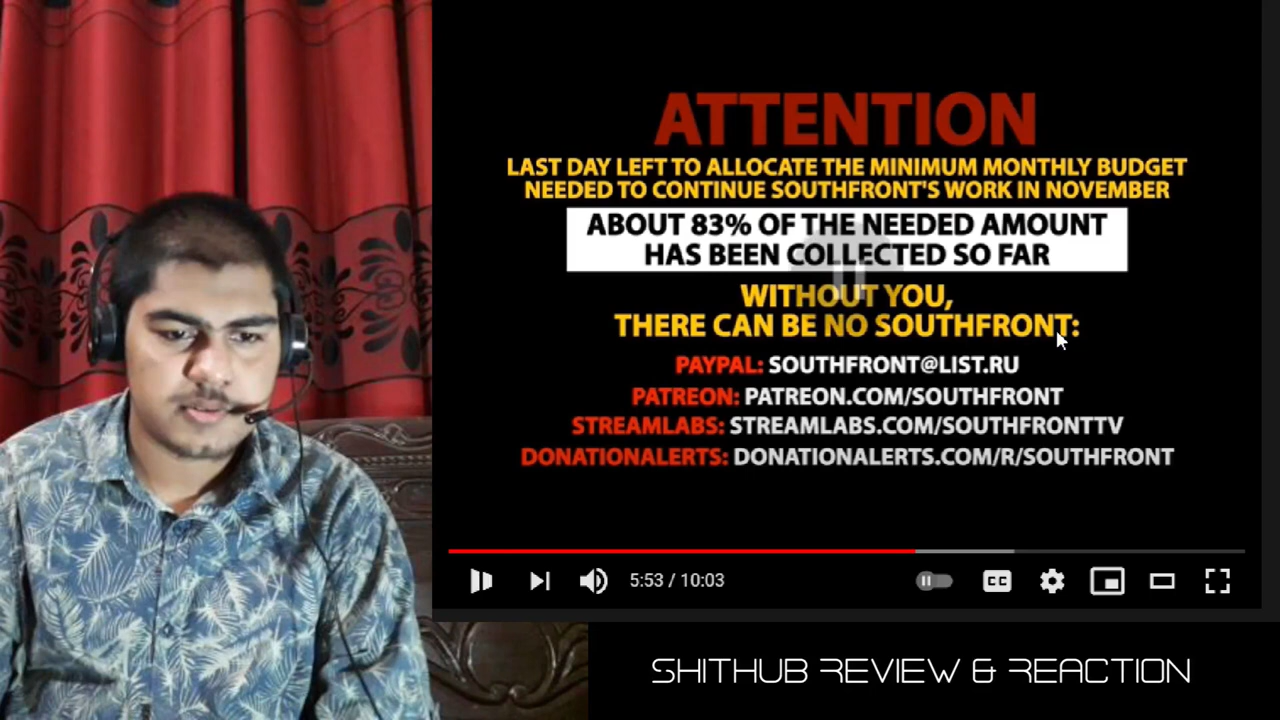 ATTENTION
LAST DAY LEFT TO ALLOCATE THE MINIMUM MONTHLY BUDGET
NEEDED TO CONTINUE SOUTHFRONT'S WORK IN NOVEMBER
ABOUT 83% OF THE NEEDED AMOUNT
HAS BEEN COLLECTED SO FAR
WITHOUT YOU,
THERE CAN BE NO SOUTHFRONT:
PAYPAL: SOUTHFRONT@LIST.RU
PATREON: PATREON.COM/SOUTHFRONT
STREAMLABS: STREAMLABS.COM/SOUTHFRONTTV
DONATIONALERTS: DONATIONALERTS.COM/R/SOUTHFRONT
5:53 / 10:03
CC
SHITHUB REVIEW & REACTION